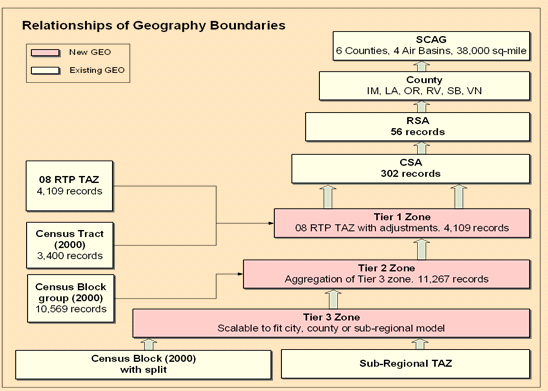 Relationships of Geography Boundaries
New GEO
Existing GEO
SCAG
6 Counties, 4 Air Basins, 38,000 sq-mile
County
IM, LA, OR, RV, SB, VN
RSA
56 records
CSA
302 records
08 RTP TAZ
4,109 records
Tier 1 Zone
08 RTP TAZ with adjustments. 4,109 records
Census Tract
(2000)
3,400 records
Tier 2 Zone
Aggregation of Tier 3 zone. 11,267 records
Census Block
group (2000)
10,569 records
Tier 3 Zone
Scalable to fit city, county or sub-regional model
Census Block (2000)
with split
Sub-Regional TAZ